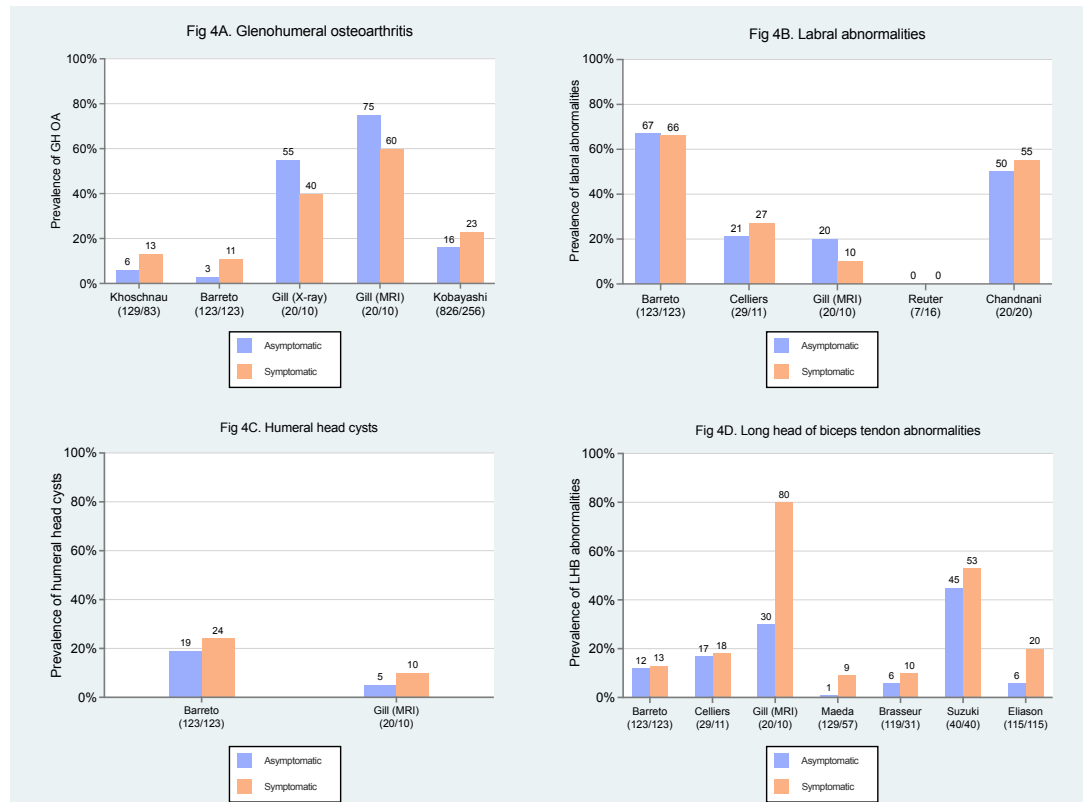 Fig 4A. Glenohumeral osteoarthritis
Prevalence of GH OA
100%
80%
60%
40%
20%
0%
6 13 3 11 55 40 75 60 16 23
Khoschnau Barreto Gill (X-ray) Gill (MRI) Kobayashi
(129/83) (123/123) (20/10) (20/10) (826/256)
Asymptomatic
Symptomatic
Fig 4B. Labral abnormalities
Prevalence of labral abnormalities
100%
80%
60%
40%
20%
0%
67 66 21 27 20 10 0 0 50 55
Barreto Celliers Gill (MRI) Reuter Chandnani
(123/123) (29/11) (20/10) (7/16) (20/20)
Asymptomatic
Symptomatic
Fig 4C. Humeral head cysts
Prevalence of humeral head cysts
100%
80%
60%
40%
20%
0%
19 24 5 10
Barreto Gill (MRI)
(123/123) (20/10)
Asymptomatic
Symptomatic
Fig 4D. Long head of biceps tendon abnormalities
Prevalence of LHB abnormalities
100%
80%
60%
40%
20%
0%
12 13 17 18 30 80 1 9 6 10 45 53 6 20
Barreto Celliers Gill (MRI) Maeda Brasseur Suzuki Eliason
(123/123) (29/11) (20/10) (129/57) (119/31) (40/40) (115/115)
Asymptomatic
Symptomatic